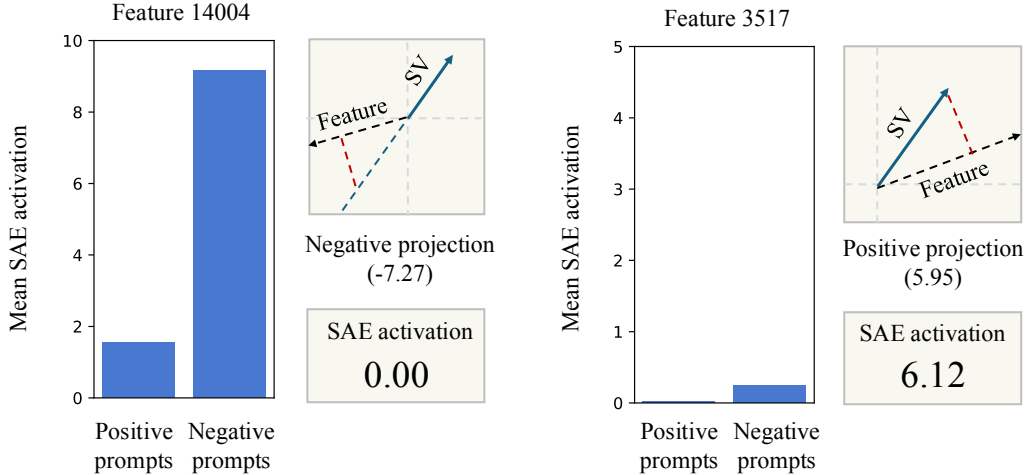 Feature 14004
Mean SAE activation
10
8
6
4
2
0
Positive
prompts
Negative
prompts
SV
Feature
Negative projection
(-7.27)
SAE activation
0.00
Feature 3517
Mean SAE activation
5
4
3
2
1
0
Positive
prompts
Negative
prompts
SV
Feature
Positive projection
(5.95)
SAE activation
6.12